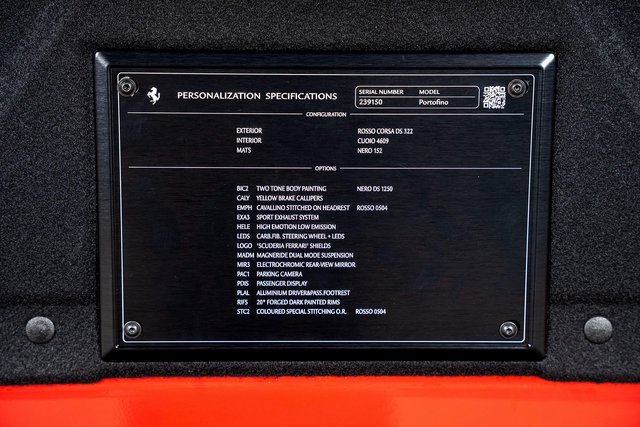 PERSONALIZATION SPECIFICATIONS
SERIAL NUMBER MODEL
239150 Portofino
CONFIGURATION
EXTERIOR ROSSO CORSA DS 322
INTERIOR CUOIO 4609
MATS NERO 152
OPTIONS
BIC2 TWO TONE BODY PAINTING NERO DS 1250
CALY YELLOW BRAKE CALLIPERS
EMPH CAVALLINO STITCHED ON HEADREST ROSSO 0504
EXA3 SPORT EXHAUST SYSTEM
HELE HIGH EMOTION LOW EMISSION
LEDS CARB.FIB. STEERING WHEEL + LEDS
LOGO 'SCUDERIA FERRARI' SHIELDS
MADM MAGNERIDE DUAL MODE SUSPENSION
MIR3 ELECTROCHROMIC REAR-VIEW MIRROR
PAC1 PARKING CAMERA
PDIS PASSENGER DISPLAY
PLAL ALUMINIUM DRIVER&PASS.FOOTREST
RIF5 20" FORGED DARK PAINTED RIMS
STC2 COLOURED SPECIAL STITCHING O.R. ROSSO 0504